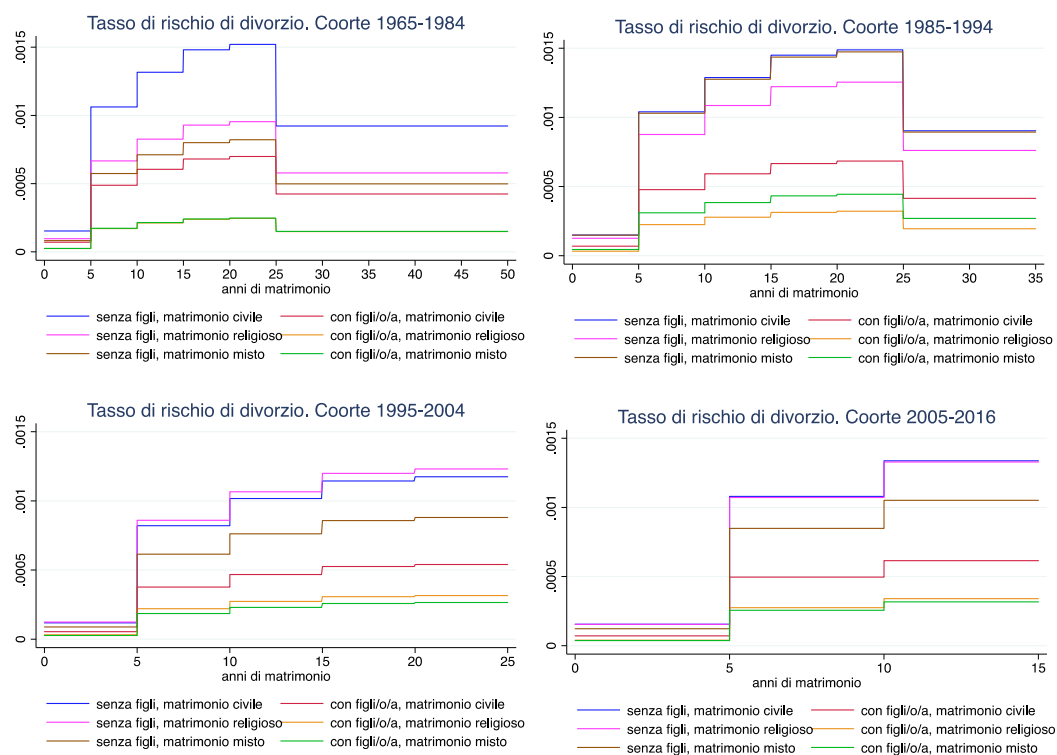 Tasso di rischio di divorzio. Coorte 1965-1984
.0015
.001
.0005
0
0 5 10 15 20 25 30 35 40 45 50
anni di matrimonio
senza figli, matrimonio civile con figli/o/a, matrimonio civile
senza figli, matrimonio religioso con figli/o/a, matrimonio religioso
senza figli, matrimonio misto con figli/o/a, matrimonio misto
Tasso di rischio di divorzio. Coorte 1985-1994
.0015
.001
.0005
0
0 5 10 15 20 25 30 35
anni di matrimonio
senza figli, matrimonio civile con figli/o/a, matrimonio civile
senza figli, matrimonio religioso con figli/o/a, matrimonio religioso
senza figli, matrimonio misto con figli/o/a, matrimonio misto
Tasso di rischio di divorzio. Coorte 1995-2004
.0015
.001
.0005
0
0 5 10 15 20 25
anni di matrimonio
senza figli, matrimonio civile con figli/o/a, matrimonio civile
senza figli, matrimonio religioso con figli/o/a, matrimonio religioso
senza figli, matrimonio misto con figli/o/a, matrimonio misto
Tasso di rischio di divorzio. Coorte 2005-2016
.0015
.001
.0005
0
0 5 10 15
anni di matrimonio
senza figli, matrimonio civile con figli/o/a, matrimonio civile
senza figli, matrimonio religioso con figli/o/a, matrimonio religioso
senza figli, matrimonio misto con figli/o/a, matrimonio misto